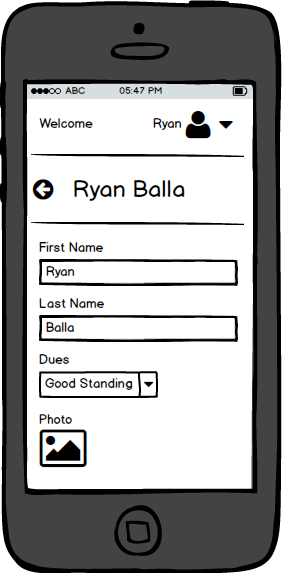 ABC 05:47 PM
Welcome Ryan
Ryan Balla
First Name
Ryan
Last Name
Balla
Dues
Good Standing
Photo